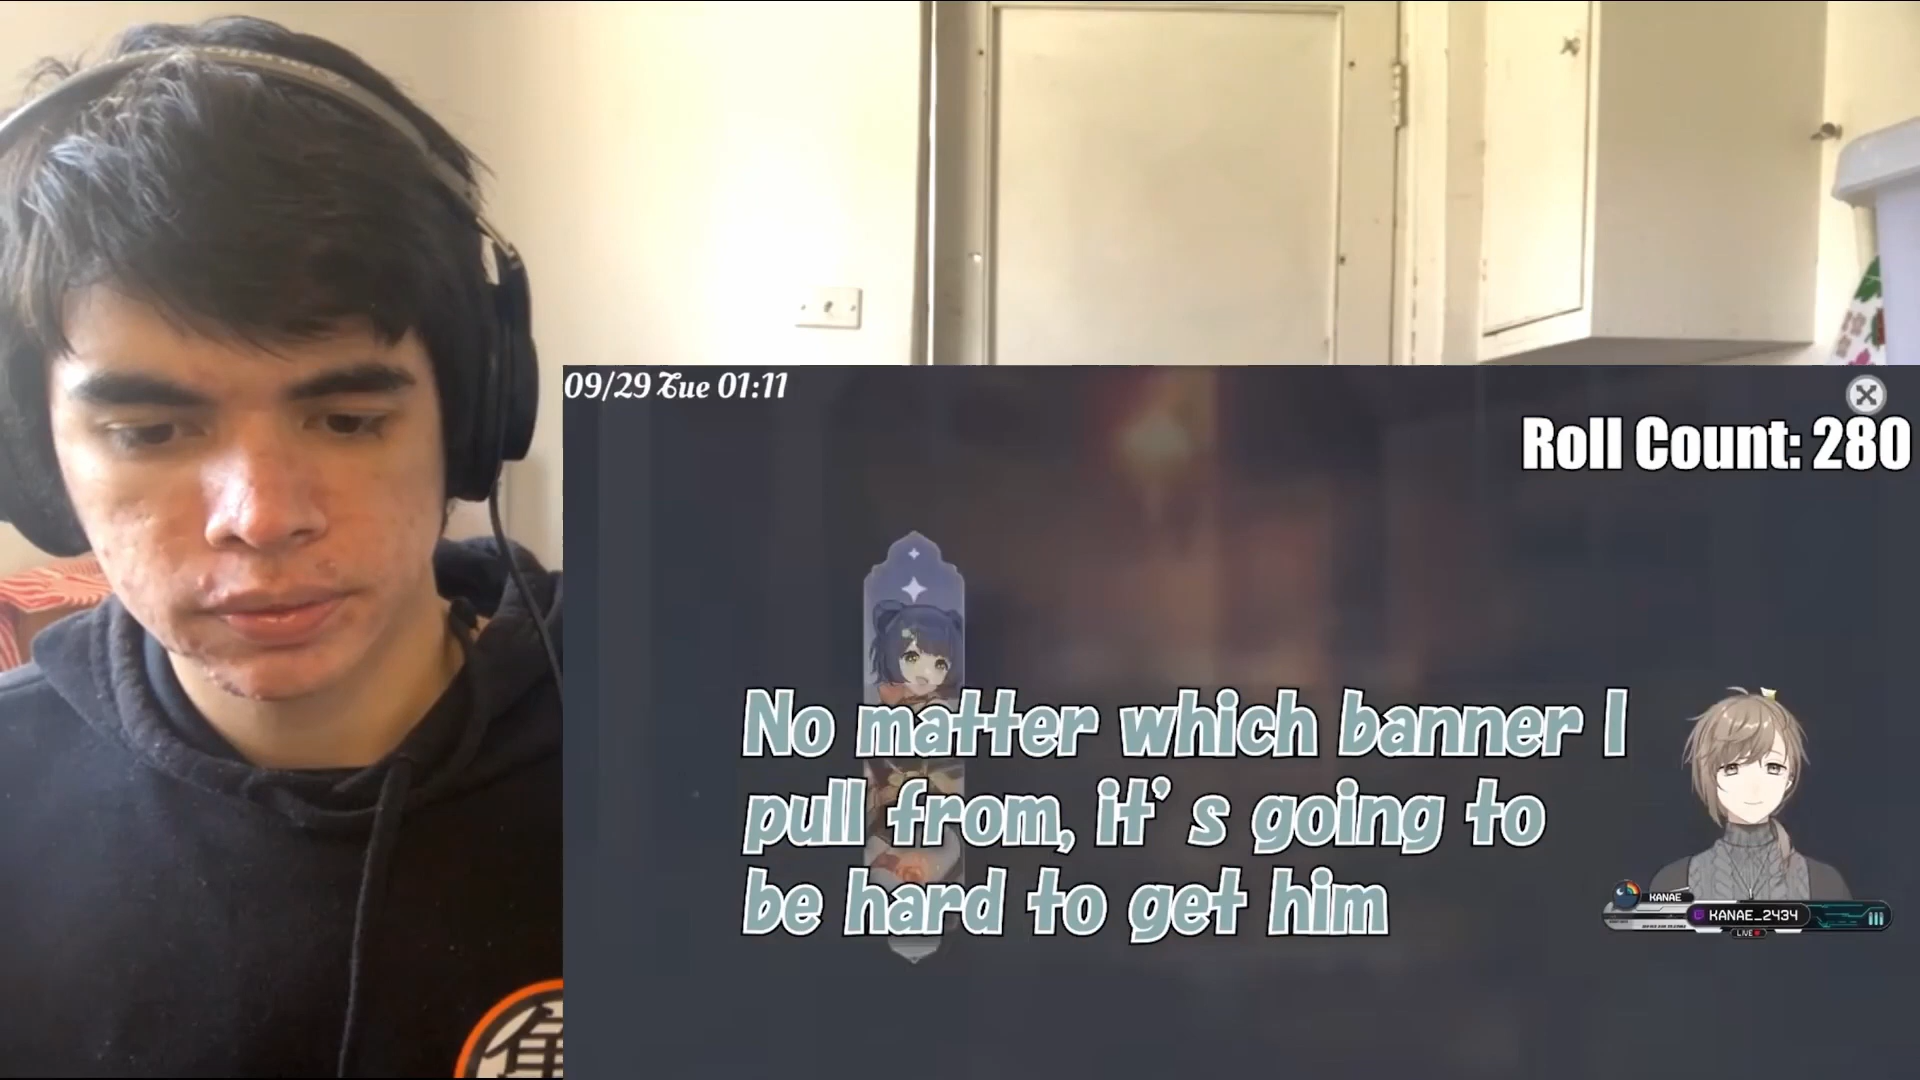 09/29 Tue 01:11
Roll Count: 280
No matter which banner I
pull from, it's going to
be hard to get him
KANAE
KANAE_2434
LIVE